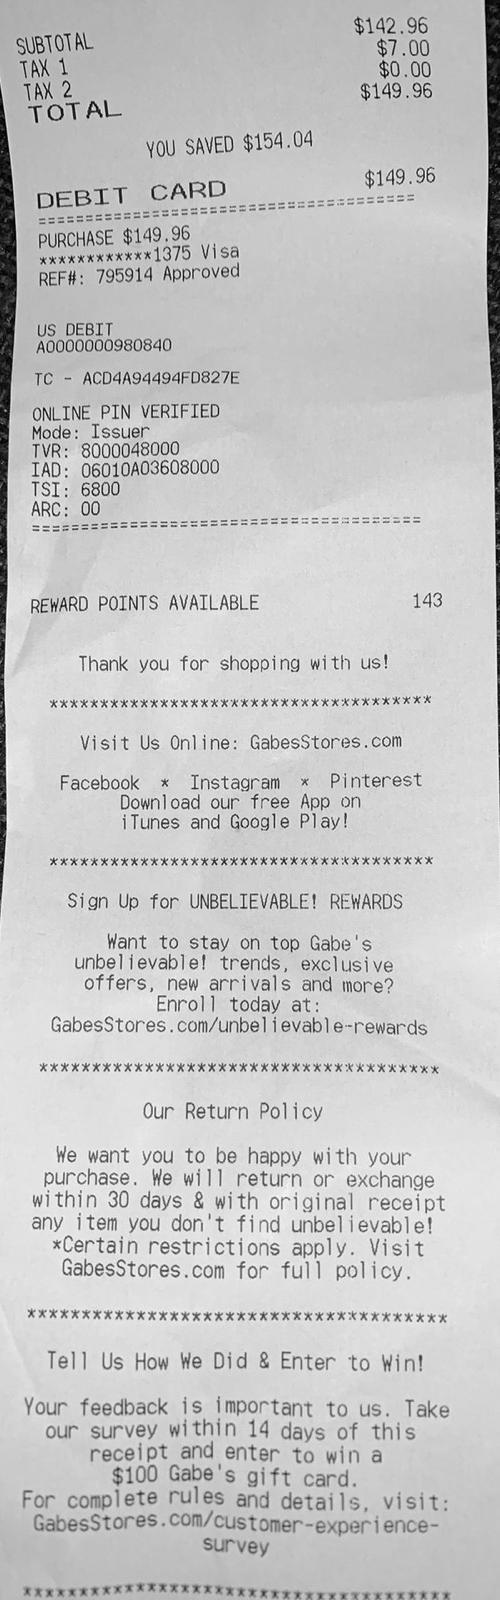 SUBTOTAL $142.96
TAX 1 $7.00
TAX 2 $0.00
TOTAL $149.96
YOU SAVED $154.04
DEBIT CARD $149.96
========================================
PURCHASE $149.96
************1375 Visa
REF#: 795914 Approved
US DEBIT
A0000000980840
TC - ACD4A94494FD827E
ONLINE PIN VERIFIED
Mode: Issuer
TVR: 8000048000
IAD: 06010A03608000
TSI: 6800
ARC: 00
========================================
REWARD POINTS AVAILABLE 143
Thank you for shopping with us!
**************************************
Visit Us Online: GabesStores.com
Facebook * Instagram * Pinterest
Download our free App on
iTunes and Google Play!
**************************************
Sign Up for UNBELIEVABLE! REWARDS
Want to stay on top Gabe's
unbelievable! trends, exclusive
offers, new arrivals and more?
Enroll today at:
GabesStores.com/unbelievable-rewards
**************************************
Our Return Policy
We want you to be happy with your
purchase. We will return or exchange
within 30 days & with original receipt
any item you don't find unbelievable!
*Certain restrictions apply. Visit
GabesStores.com for full policy.
**************************************
Tell Us How We Did & Enter to Win!
Your feedback is important to us. Take
our survey within 14 days of this
receipt and enter to win a
$100 Gabe's gift card.
For complete rules and details, visit:
GabesStores.com/customer-experience-
survey
**************************************